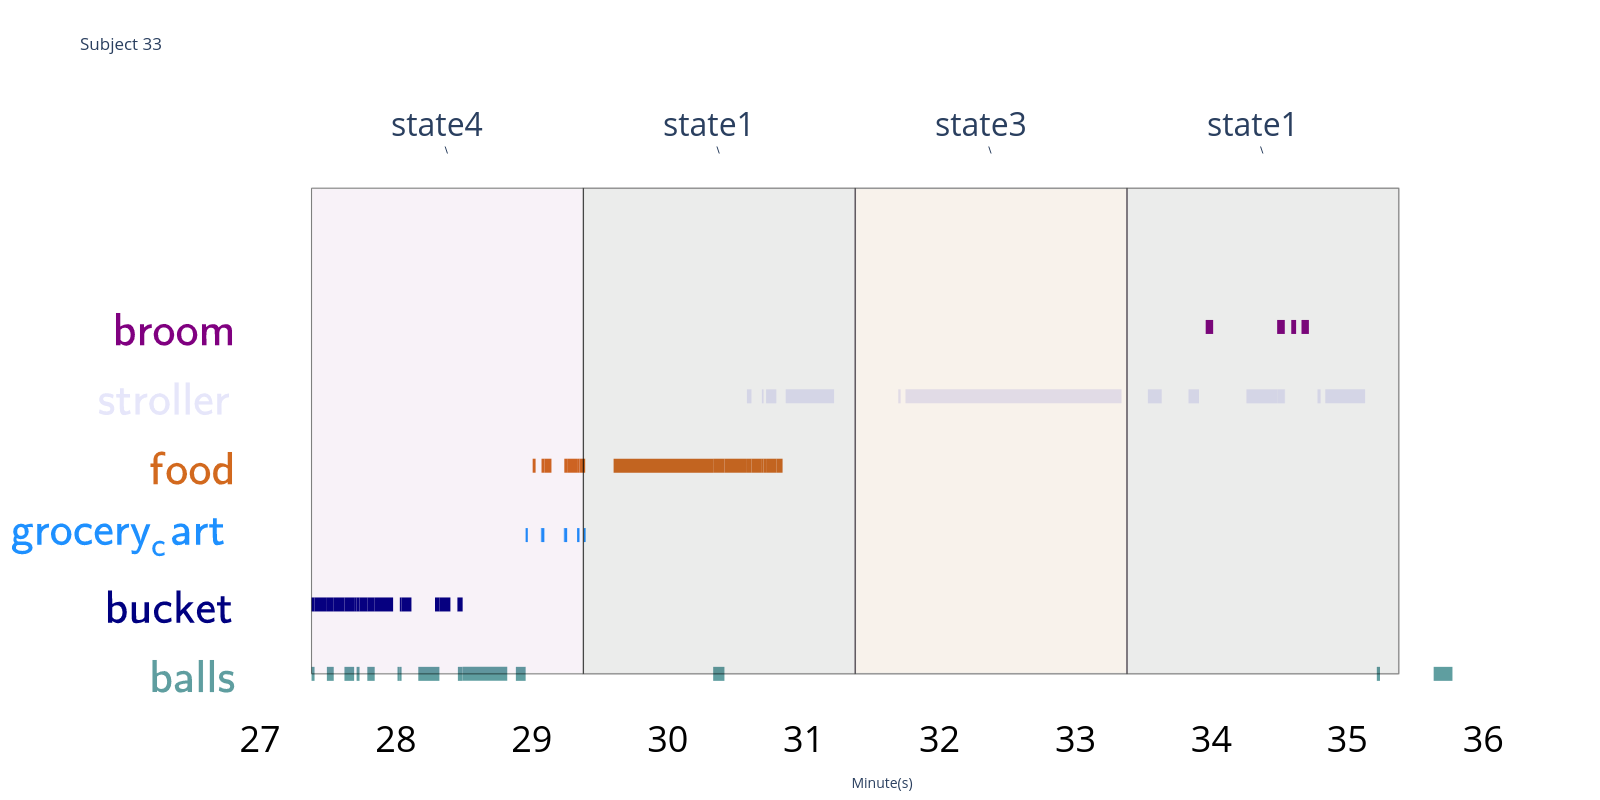 Subject 33
state4 state1 state3 state1
broom
stroller
food
grocery_cart
bucket
balls
27 28 29 30 31 32 33 34 35 36
Minute(s)